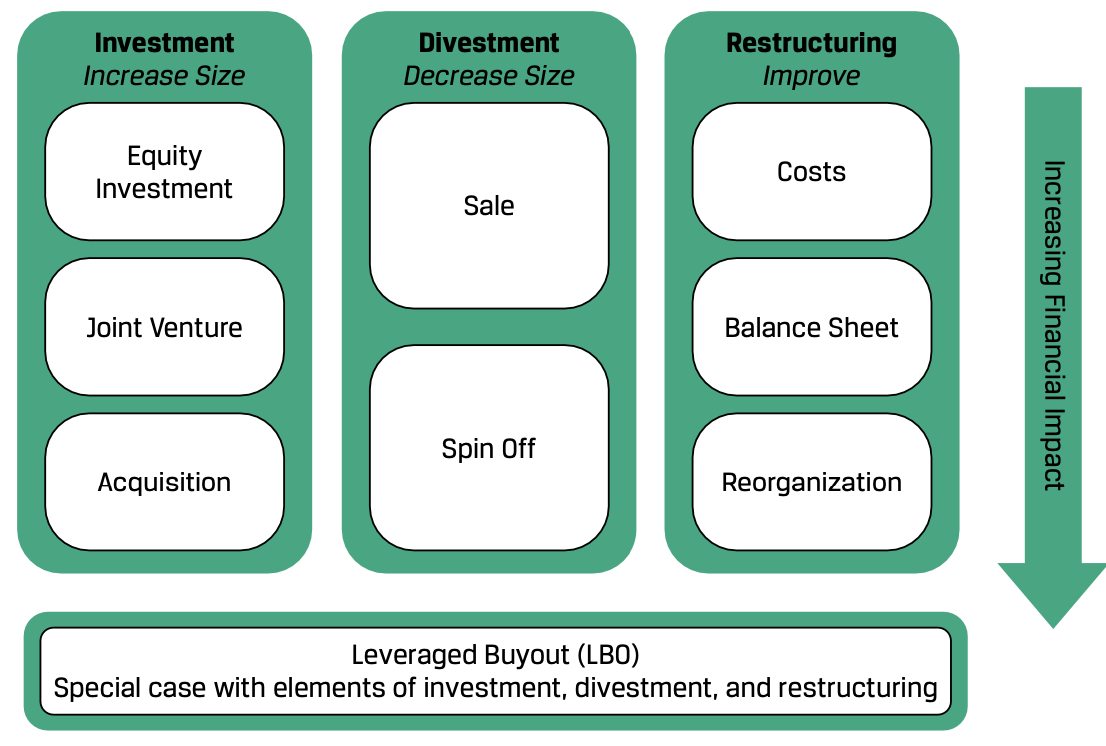 Investment
Increase Size
Equity
Investment
Joint Venture
Acquisition
Divestment
Decrease Size
Sale
Spin Off
Restructuring
Improve
Costs
Balance Sheet
Reorganization
Increasing Financial Impact
Leveraged Buyout (LBO)
Special case with elements of investment, divestment, and restructuring